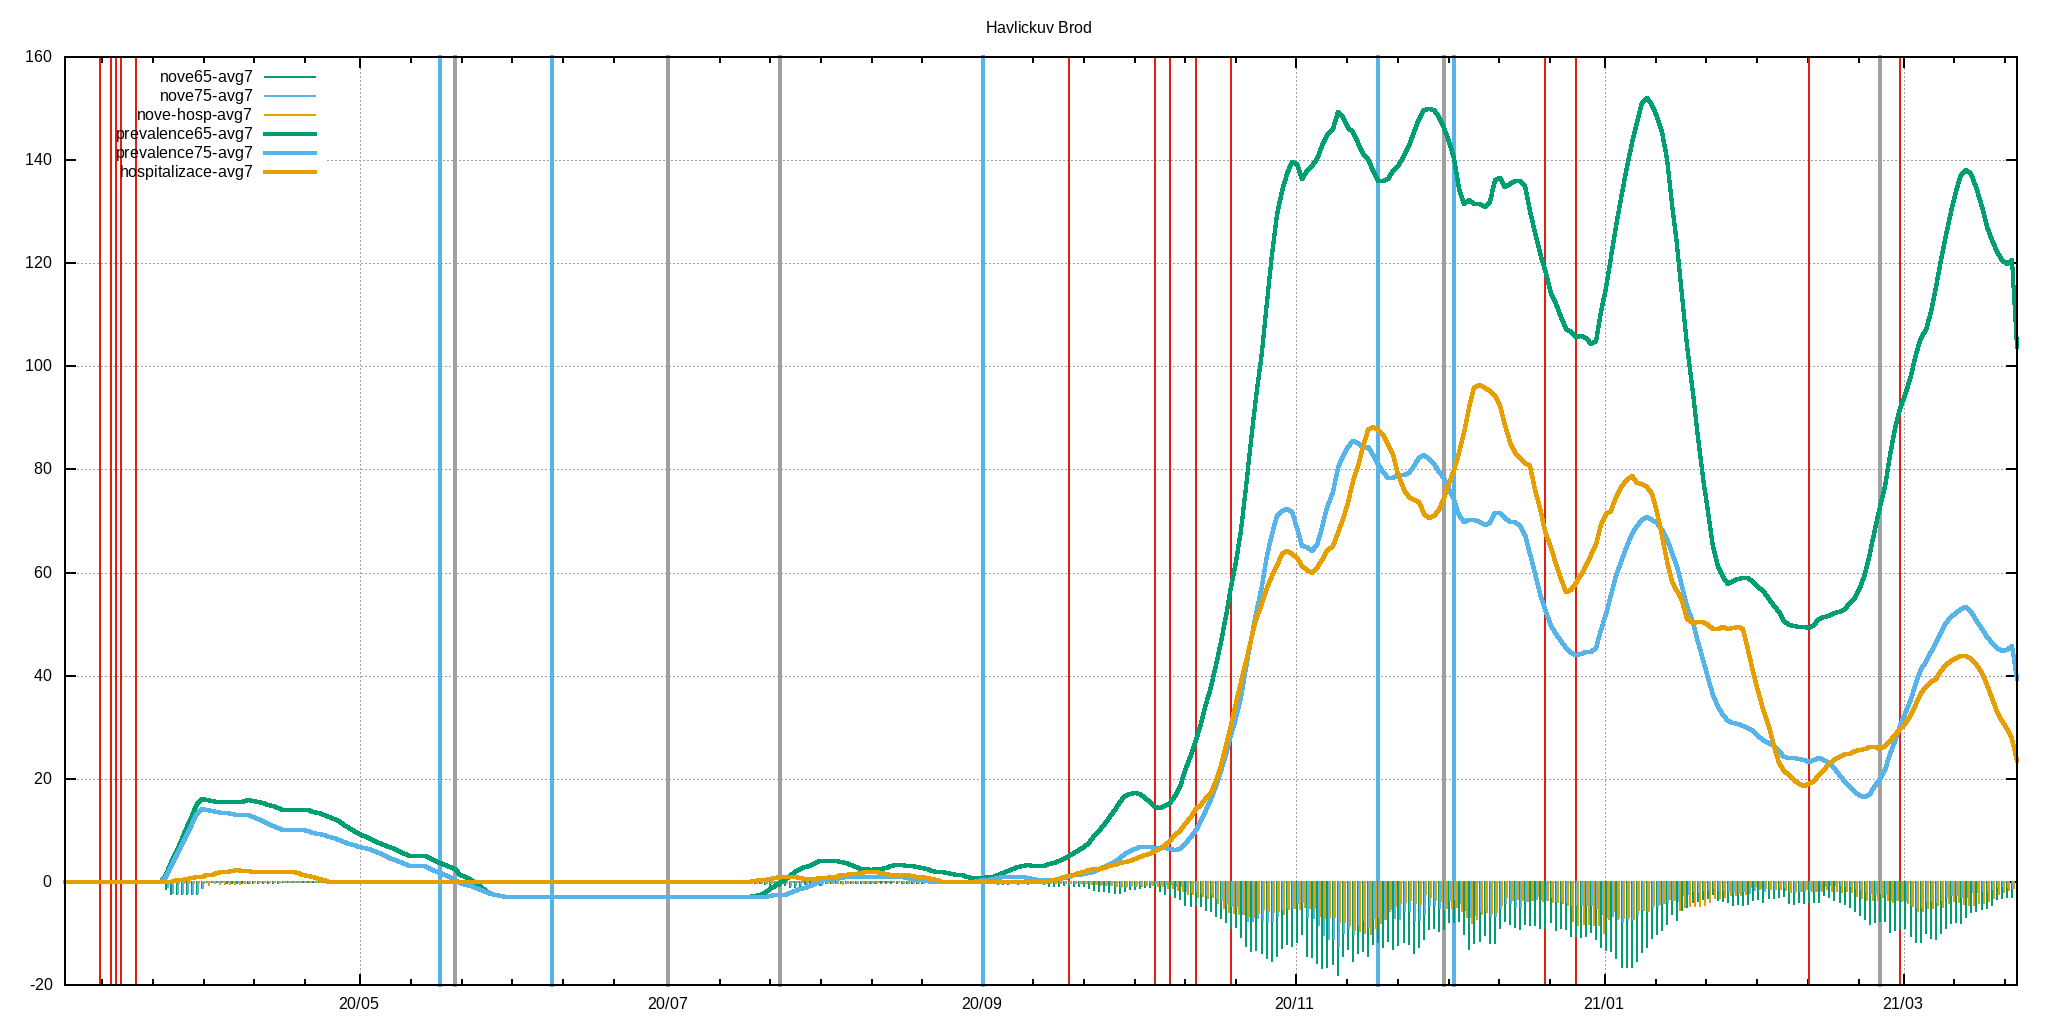 Havlickuv Brod
160
140
120
100
80
60
40
20
0
-20
nove65-avg7
nove75-avg7
nove-hosp-avg7
prevalence65-avg7
prevalence75-avg7
hospitalizace-avg7
20/05 20/07 20/09 20/11 21/01 21/03